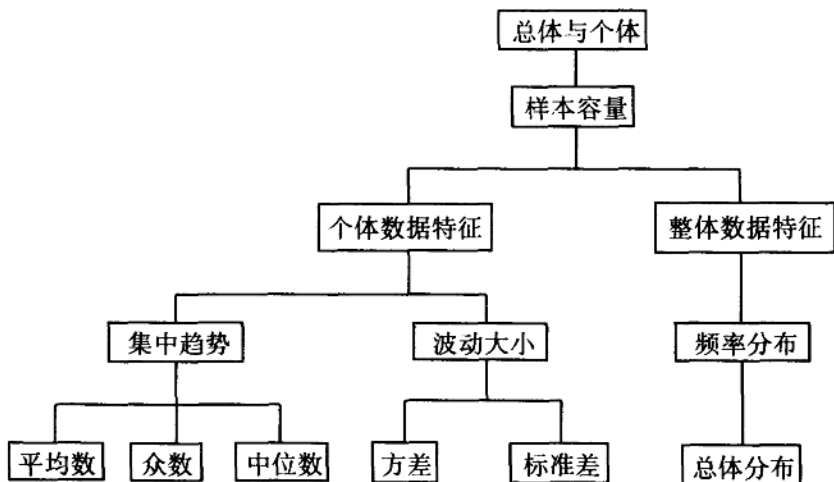 总体与个体
样本容量
个体数据特征
整体数据特征
集中趋势
波动大小
频率分布
平均数
众数
中位数
方差
标准差
总体分布